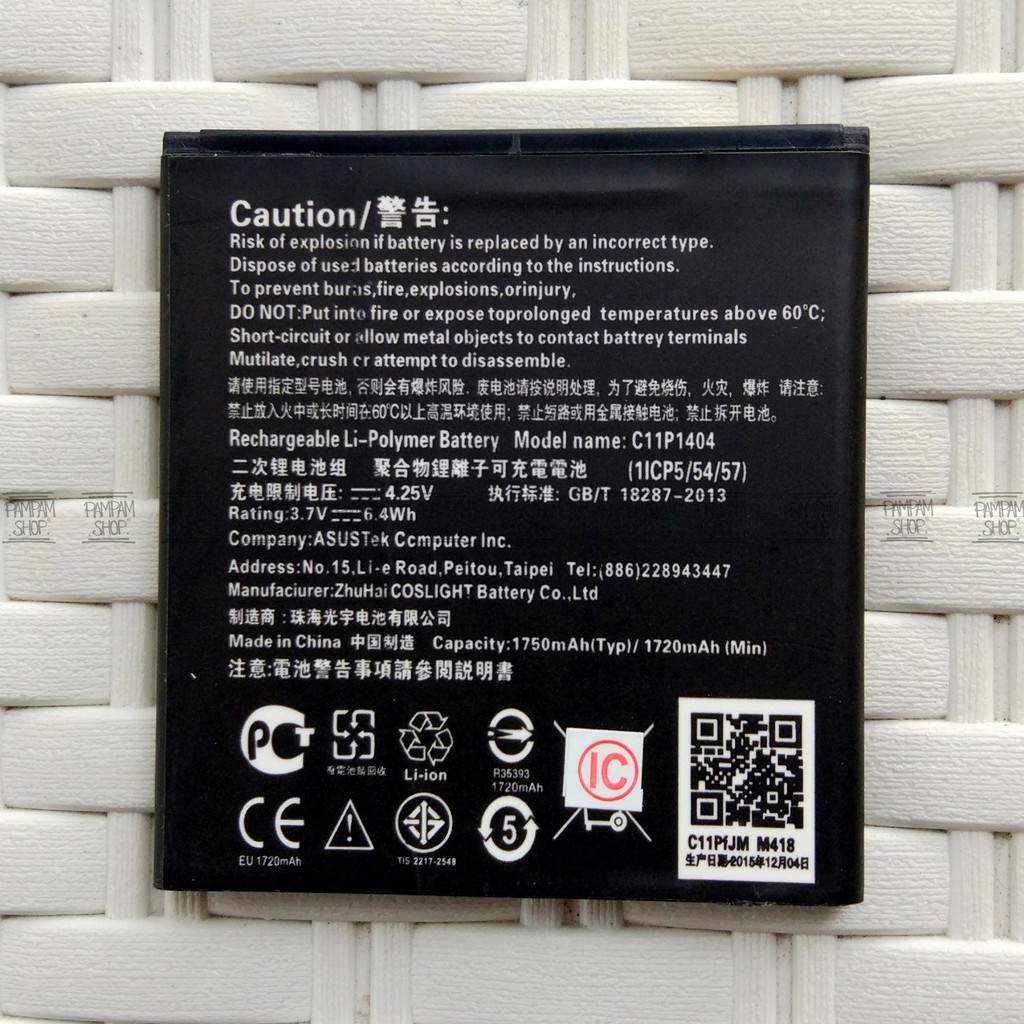 Caution/警告:
Risk of explosion if battery is replaced by an incorrect type.
Dispose of used batteries according to the instructions.
To prevent burns,fire,explosions,orinjury,
DO NOT:Put into fire or expose toprolonged temperatures above 60°C;
Short-circuit or allow metal objects to contact battrey terminals
Mutilate,crush or attempt to disassemble.
请使用指定型号电池, 否则会有爆炸风险. 废电池请按说明处理, 为了避免烧伤, 火灾, 爆炸 请注意:
禁止放入火中或长时间在60℃以上高温环境使用; 禁止短路或用金属接触电池; 禁止拆开电池。
Rechargeable Li-Polymer Battery Model name: C11P1404
二次锂电池组 聚合物鋰離子可充電電池 (1ICP5/54/57)
充电限制电压: ⎓ 4.25V 执行标准: GB/T 18287-2013
Rating:3.7V ⎓ 6.4Wh
Company:ASUSTek Computer Inc.
Address:No.15,Li-e Road,Peitou,Taipei Tel:(886)228943447
Manufacturer:ZhuHai COSLIGHT Battery Co.,Ltd
制造商:珠海光宇电池有限公司
Made in China 中国制造 Capacity:1750mAh(Typ)/ 1720mAh (Min)
注意:電池警告事項請參閱説明書
PCT
廢電池請回收
Li-ion
R35393
1720mAh
IC
CE
EU 1720mAh
TIS 2217-2548
5
C11PfJM M418
生产日期:2015年12月04日
PAMPAM SHOP.
PAMPAM SHOP.
PAMPAM SHOP.
PAMPAM SHOP.